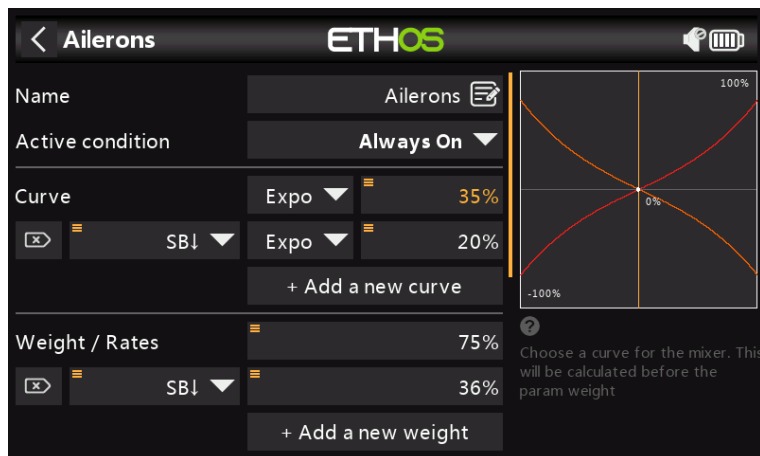 Ailerons
ETHOS
Name Ailerons
Active condition Always On
Curve Expo 35%
SB↓ Expo 20%
+ Add a new curve
Weight / Rates 75%
SB↓ 36%
+ Add a new weight
100%
0%
-100%
?
Choose a curve for the mixer. This
will be calculated before the
param weight